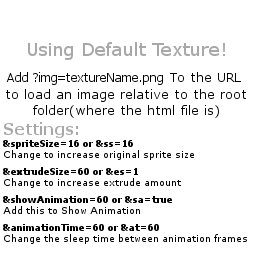 Using Default Texture!
Add ?img=textureName.png To the URL
to load an image relative to the root
folder(where the html file is)
Settings:
&spriteSize=16 or &ss=16
Change to increase original sprite size
&extrudeSize=60 or &es=1
Change to increase extrude amount
&showAnimation=60 or &sa=true
Add this to Show Animation
&animationTime=60 or &at=60
Change the sleep time between animation frames